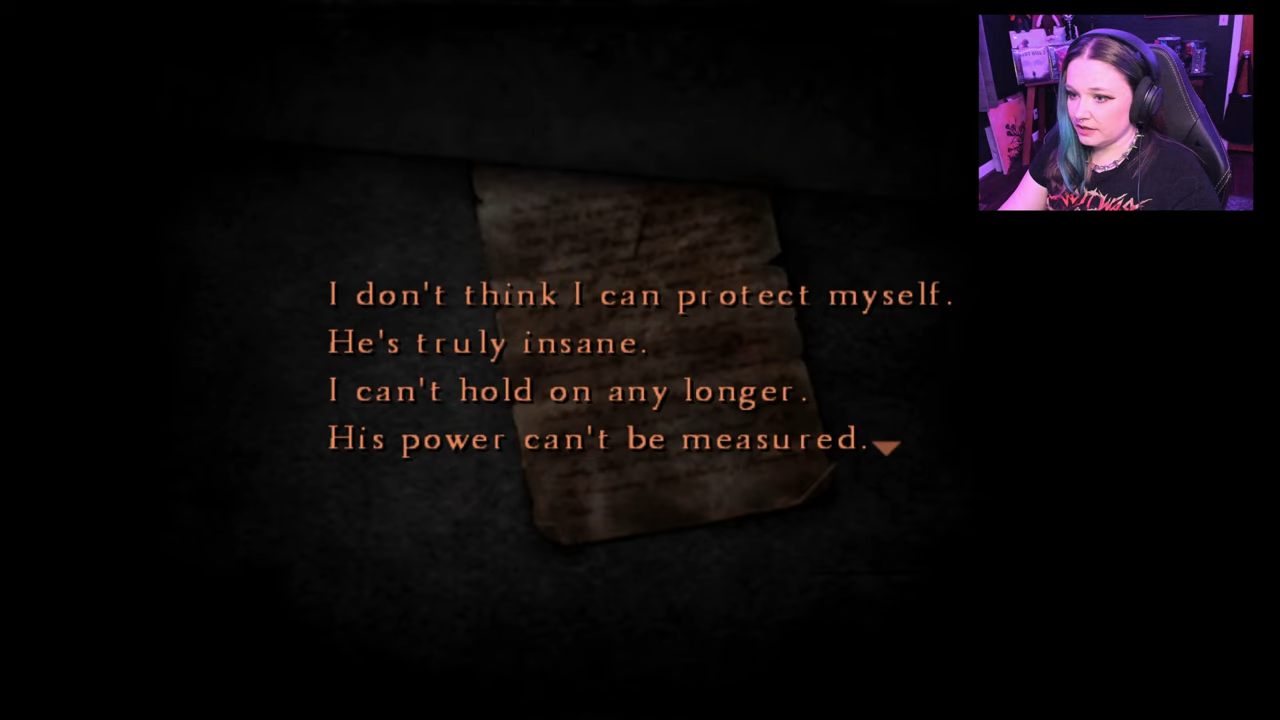 I don't think I can protect myself.
He's truly insane.
I can't hold on any longer.
His power can't be measured.